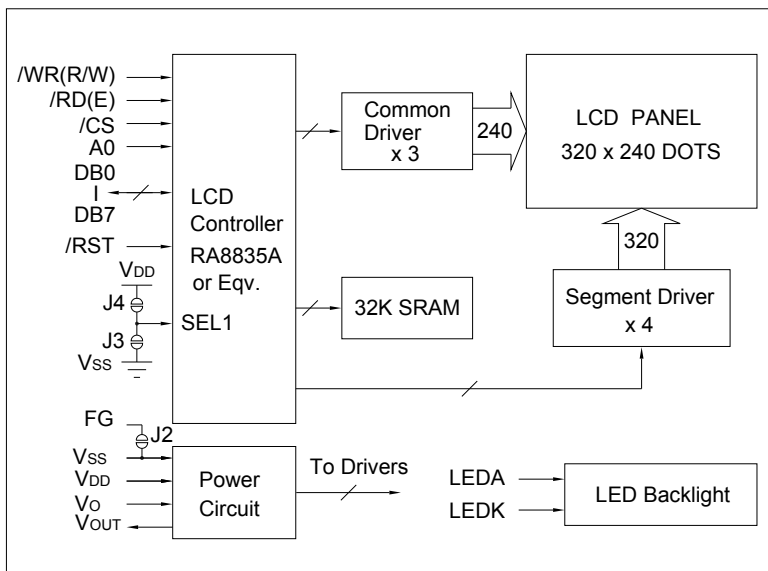 /WR(R/W)
/RD(E)
/CS
A0
DB0
I
DB7
/RST
VDD
J4
J3
VSS
SEL1
LCD
Controller
RA8835A
or Eqv.
Common
Driver
x 3
240
LCD PANEL
320 x 240 DOTS
320
32K SRAM
Segment Driver
x 4
FG
J2
VSS
VDD
VO
VOUT
Power
Circuit
To Drivers
LEDA
LEDK
LED Backlight